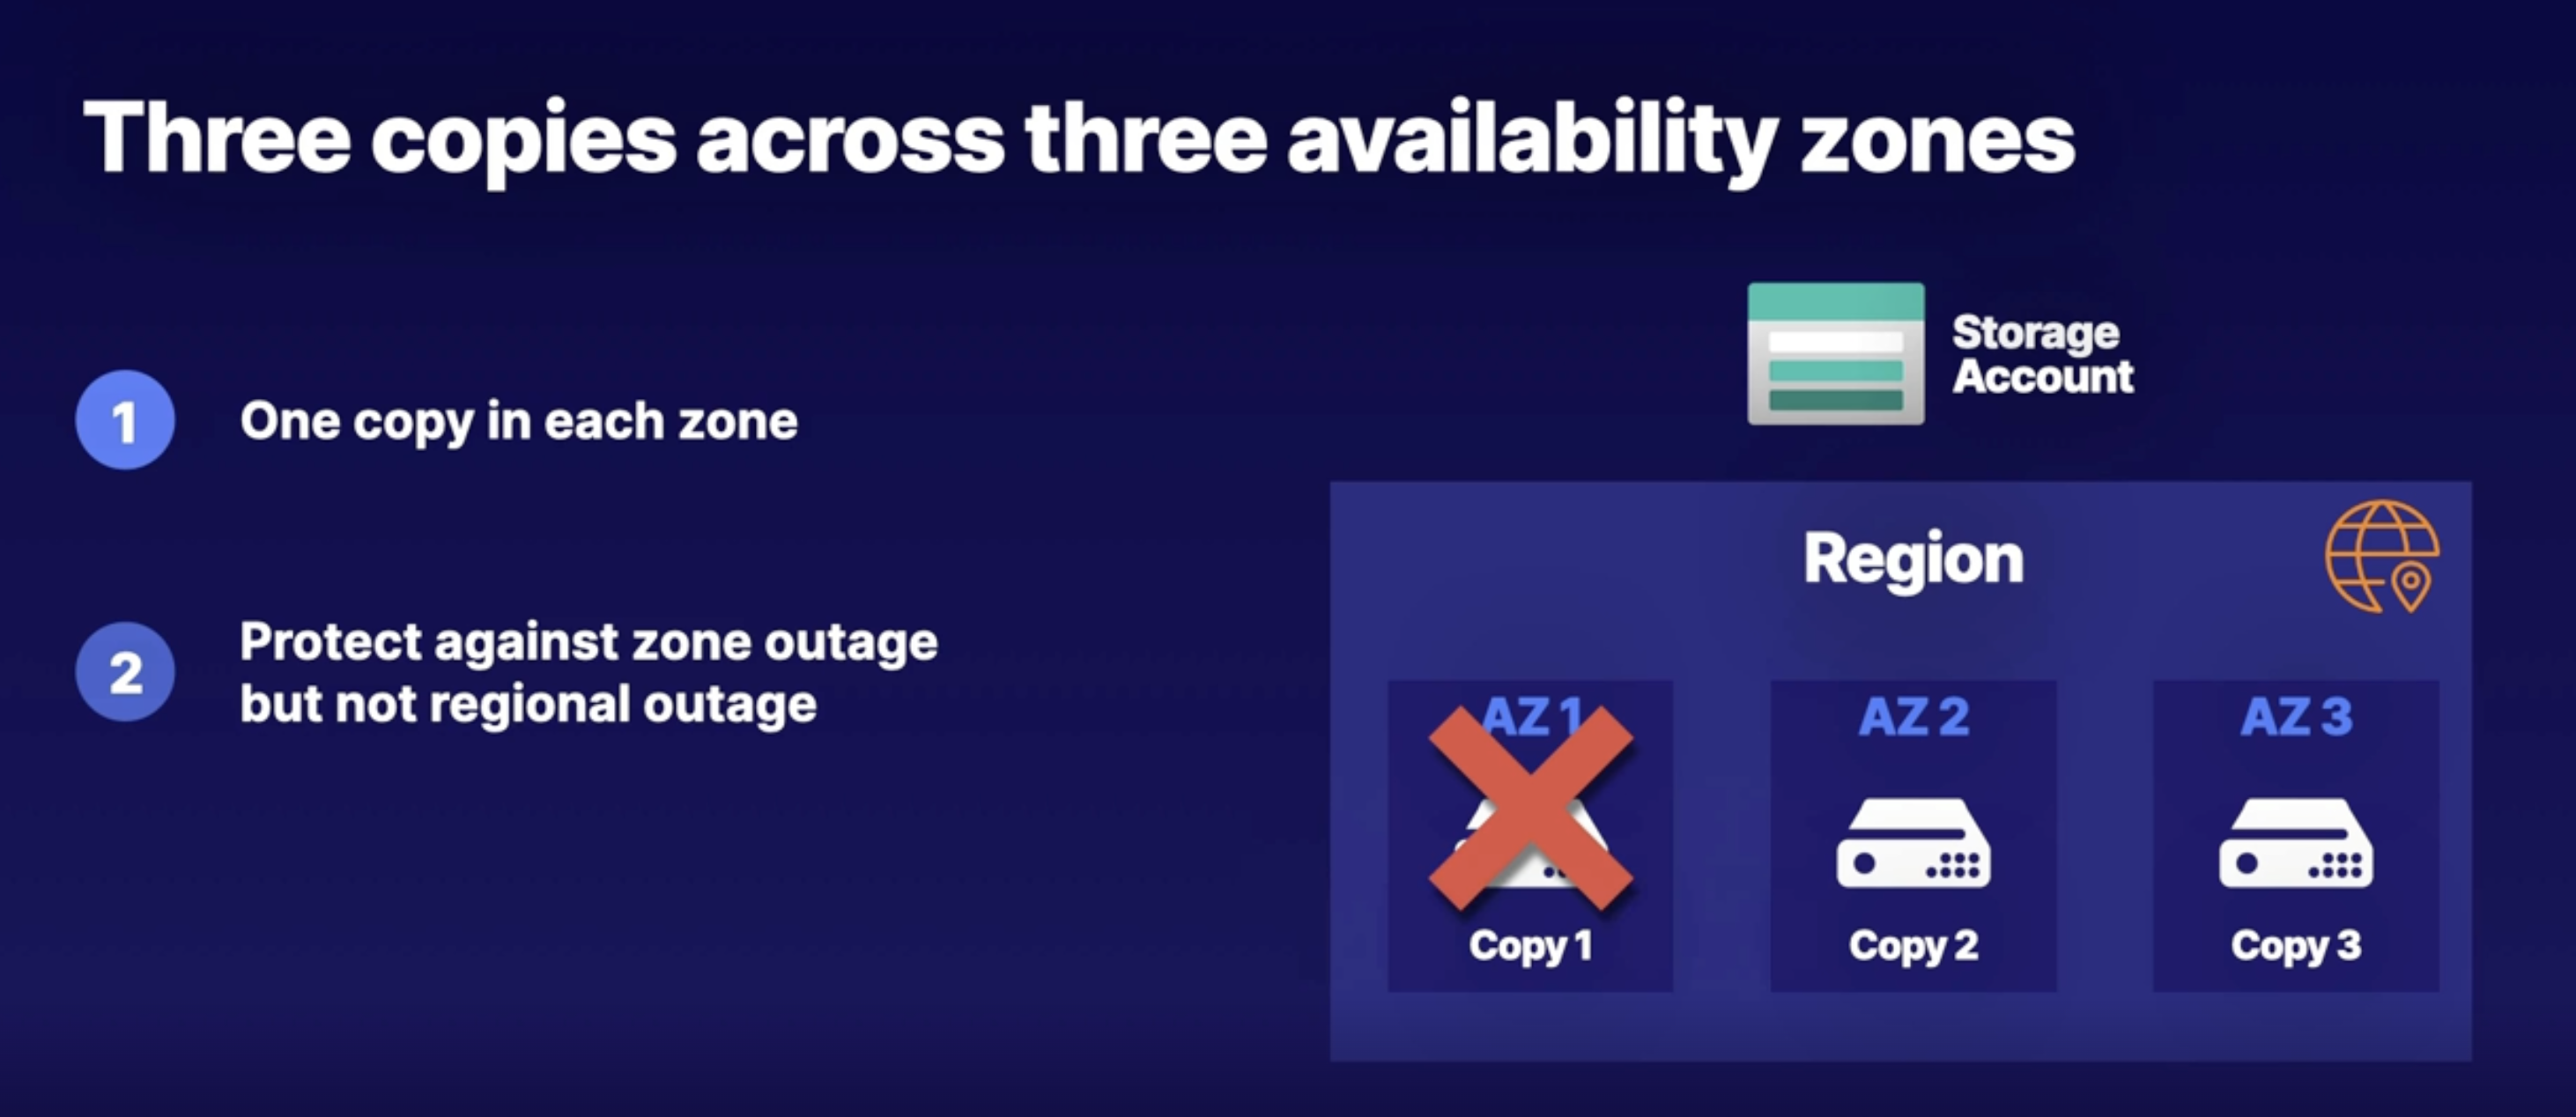 Three copies across three availability zones
1
One copy in each zone
2
Protect against zone outage
but not regional outage
Storage
Account
Region
AZ 1
Copy 1
AZ 2
Copy 2
AZ 3
Copy 3